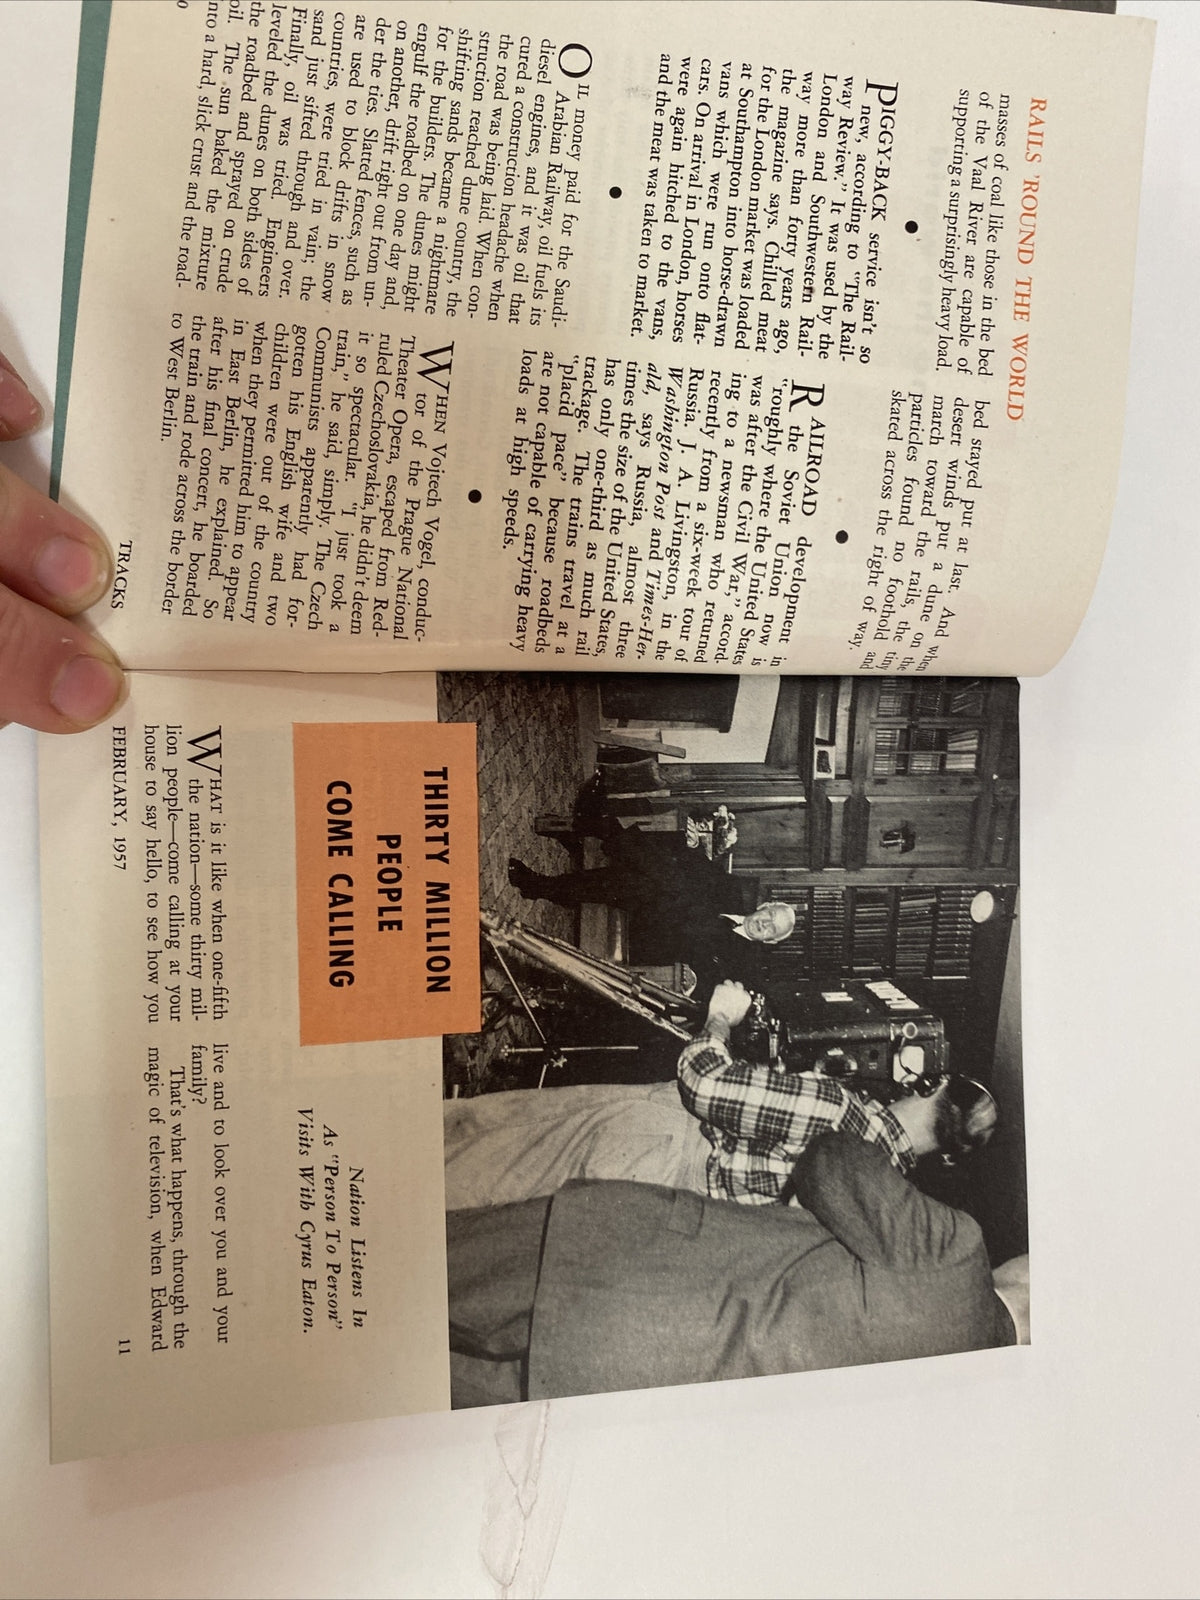 RAILS 'ROUND THE WORLD
masses of coal like those in the bed
of the Vaal River are capable of
supporting a surprisingly heavy load.
PIGGY-BACK service isn't so
new, according to "The Rail-
way Review." It was used by the
London and Southwestern Rail-
way more than forty years ago,
the magazine says. Chilled meat
for the London market was loaded
at Southampton into horse-drawn
vans which were run onto flat-
cars. On arrival in London, horses
were again hitched to the vans,
and the meat was taken to market.
OIL money paid for the Saudi-
Arabian Railway, oil fuels its
diesel engines, and it was oil that
cured a construction headache when
the road was being laid. When con-
struction reached dune country, the
shifting sands became a nightmare
for the builders. The dunes might
engulf the roadbed on one day and,
on another, drift right out from un-
der the ties. Slatted fences, such as
are used to block drifts in snow
countries, were tried in vain; the
sand just sifted through and over.
Finally, oil was tried. Engineers
leveled the dunes on both sides of
the roadbed and sprayed on crude
oil. The sun baked the mixture
nto a hard, slick crust and the road-
bed stayed put at last. And when
desert winds put a dune on the
march toward the rails, the tiny
particles found no foothold and
skated across the right of way.
RAILROAD development in
the Soviet Union now is
"roughly where the United States
was after the Civil War," accord-
ing to a newsman who returned
recently from a six-week tour of
Russia. J. A. Livingston, in the
Washington Post and Times-Her-
ald, says Russia, almost three
times the size of the United States,
has only one-third as much rail
trackage. The trains travel at a
"placid pace" because roadbeds
are not capable of carrying heavy
loads at high speeds.
WHEN Vojtech Vogel, conduc-
tor of the Prague National
Theater Opera, escaped from Red-
ruled Czechoslovakia, he didn't deem
it so spectacular. "I just took a
train," he said, simply. The Czech
Communists apparently had for-
gotten his English wife and two
children were out of the country
when they permitted him to appear
in East Berlin, he explained. So
after his final concert, he boarded
the train and rode across the border
to West Berlin.
0
TRACKS
THIRTY MILLION
PEOPLE
COME CALLING
Nation Listens In
As "Person To Person"
Visits With Cyrus Eaton.
WHAT is it like when one-fifth
the nation—some thirty mil-
lion people—come calling at your
house to say hello, to see how you
live and to look over you and your
family?
That's what happens, through the
magic of television, when Edward
FEBRUARY, 1957
11